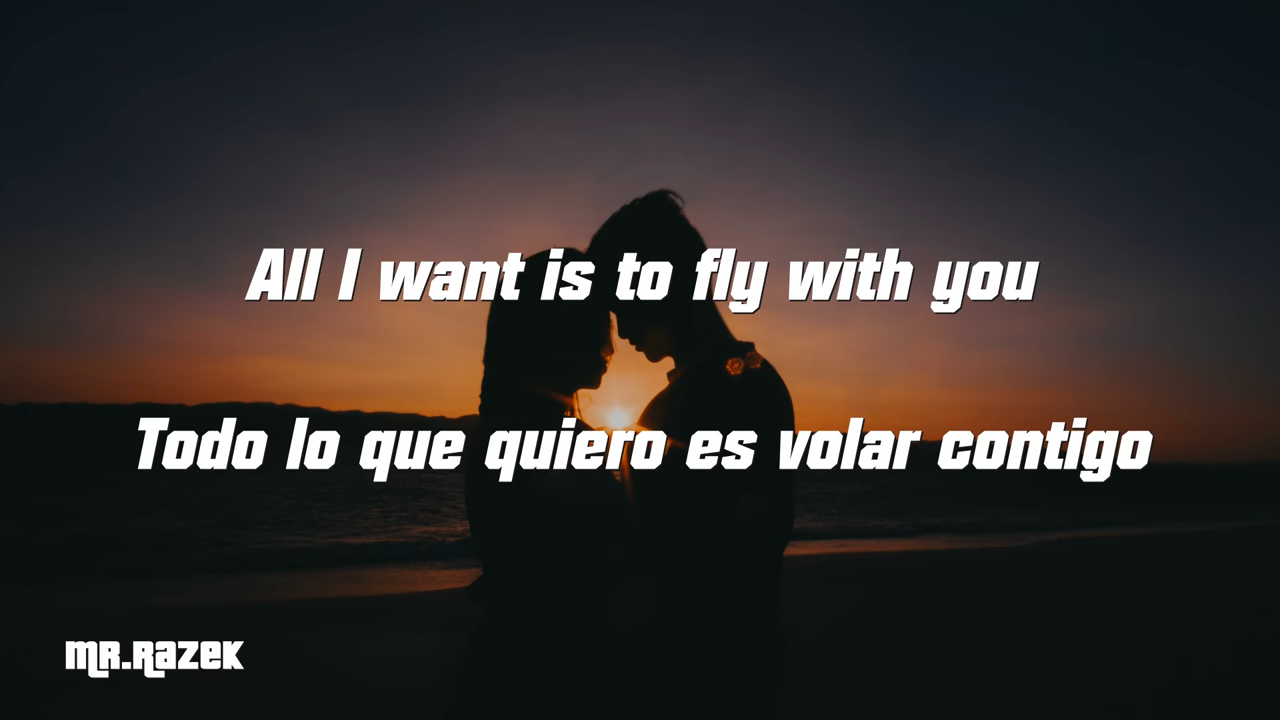 All I want is to fly with you
Todo lo que quiero es volar contigo
MR.RAZEK